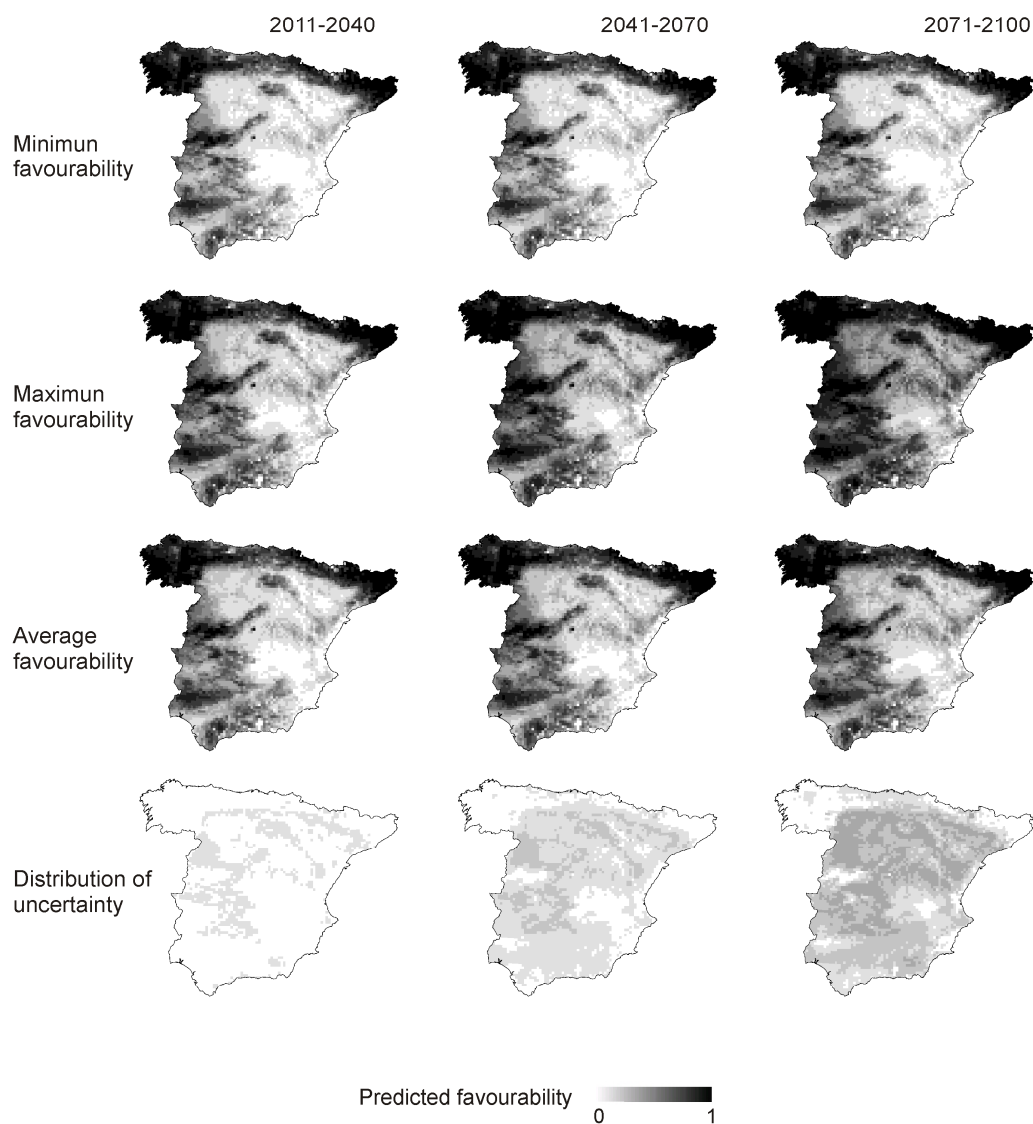 2011-2040
2041-2070
2071-2100
Minimun
favourability
Maximun
favourability
Average
favourability
Distribution of
uncertainty
Predicted favourability
0
1